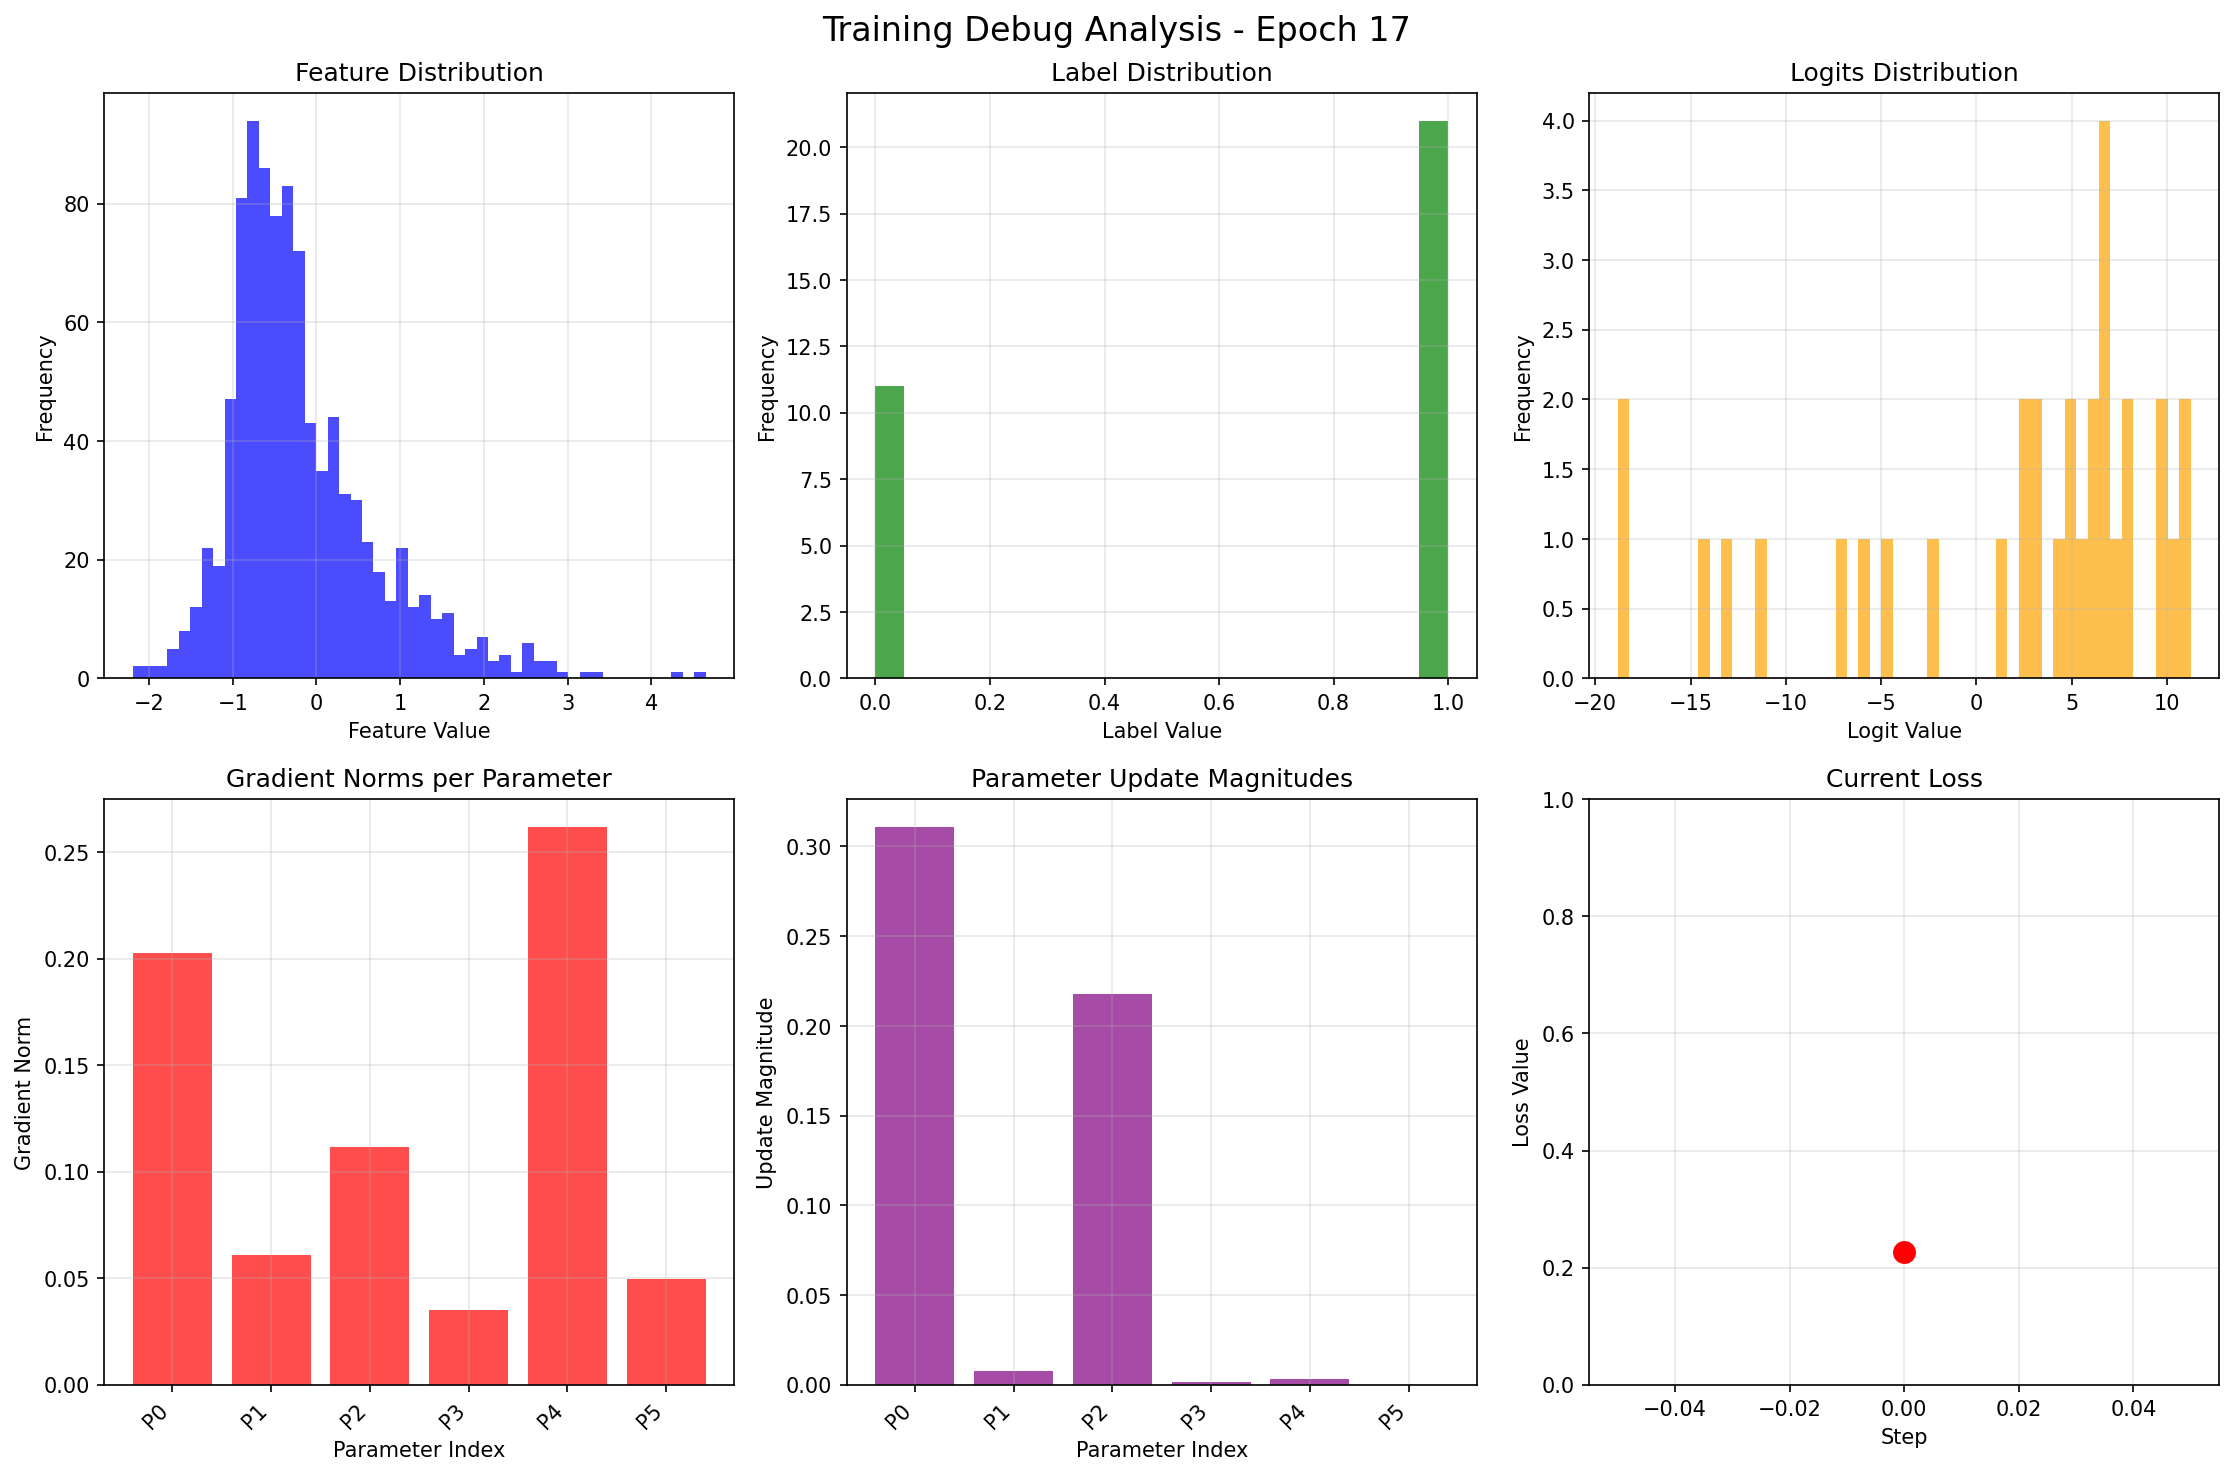 Training Debug Analysis - Epoch 17
Feature Distribution
Frequency
80
60
40
20
0
−2 −1 0 1 2 3 4
Feature Value
Label Distribution
Frequency
20.0
17.5
15.0
12.5
10.0
7.5
5.0
2.5
0.0
0.0 0.2 0.4 0.6 0.8 1.0
Label Value
Logits Distribution
Frequency
4.0
3.5
3.0
2.5
2.0
1.5
1.0
0.5
0.0
−20 −15 −10 −5 0 5 10
Logit Value
Gradient Norms per Parameter
Gradient Norm
0.25
0.20
0.15
0.10
0.05
0.00
P0 P1 P2 P3 P4 P5
Parameter Index
Parameter Update Magnitudes
Update Magnitude
0.30
0.25
0.20
0.15
0.10
0.05
0.00
P0 P1 P2 P3 P4 P5
Parameter Index
Current Loss
Loss Value
1.0
0.8
0.6
0.4
0.2
0.0
−0.04 −0.02 0.00 0.02 0.04
Step